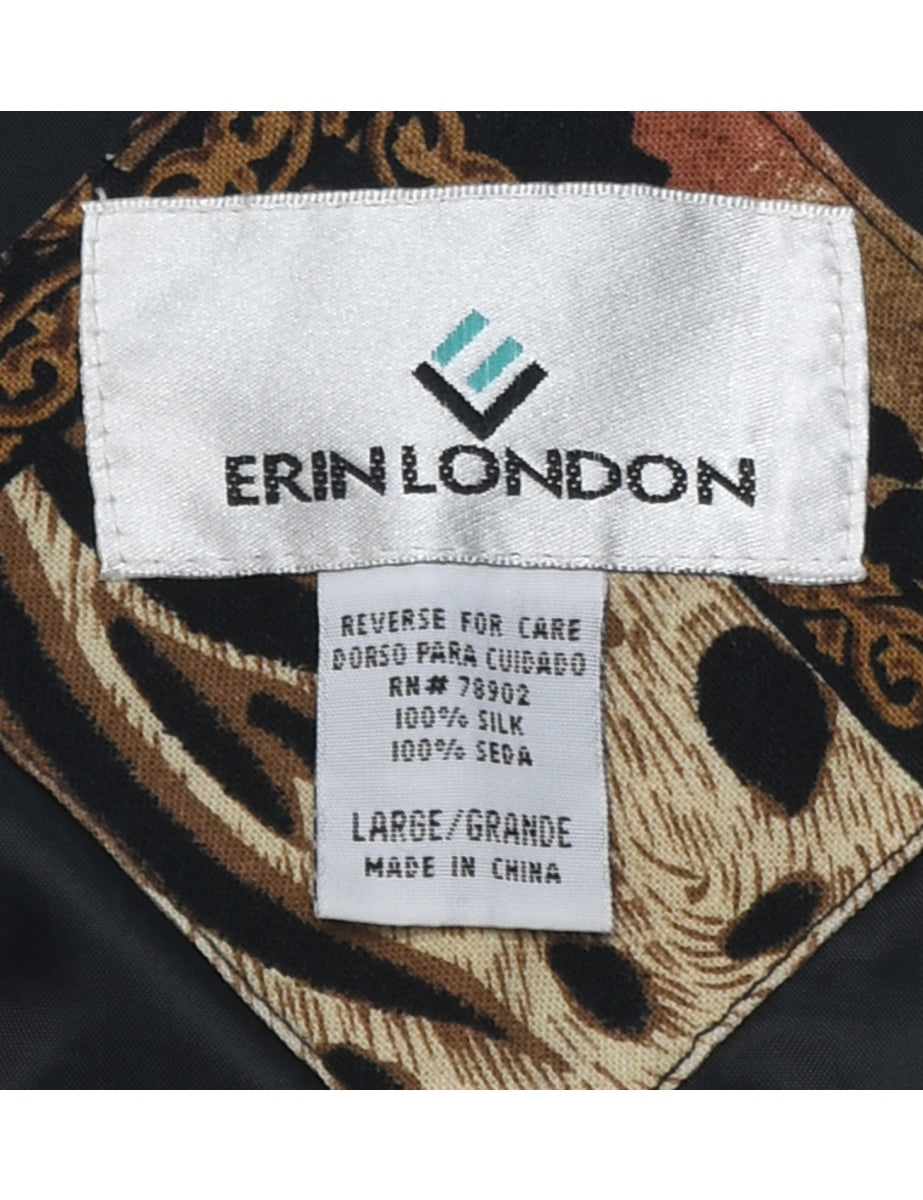 ERIN LONDON
REVERSE FOR CARE
DORSO PARA CUIDADO
RN# 78902
100% SILK
100% SEDA
LARGE/GRANDE
MADE IN CHINA